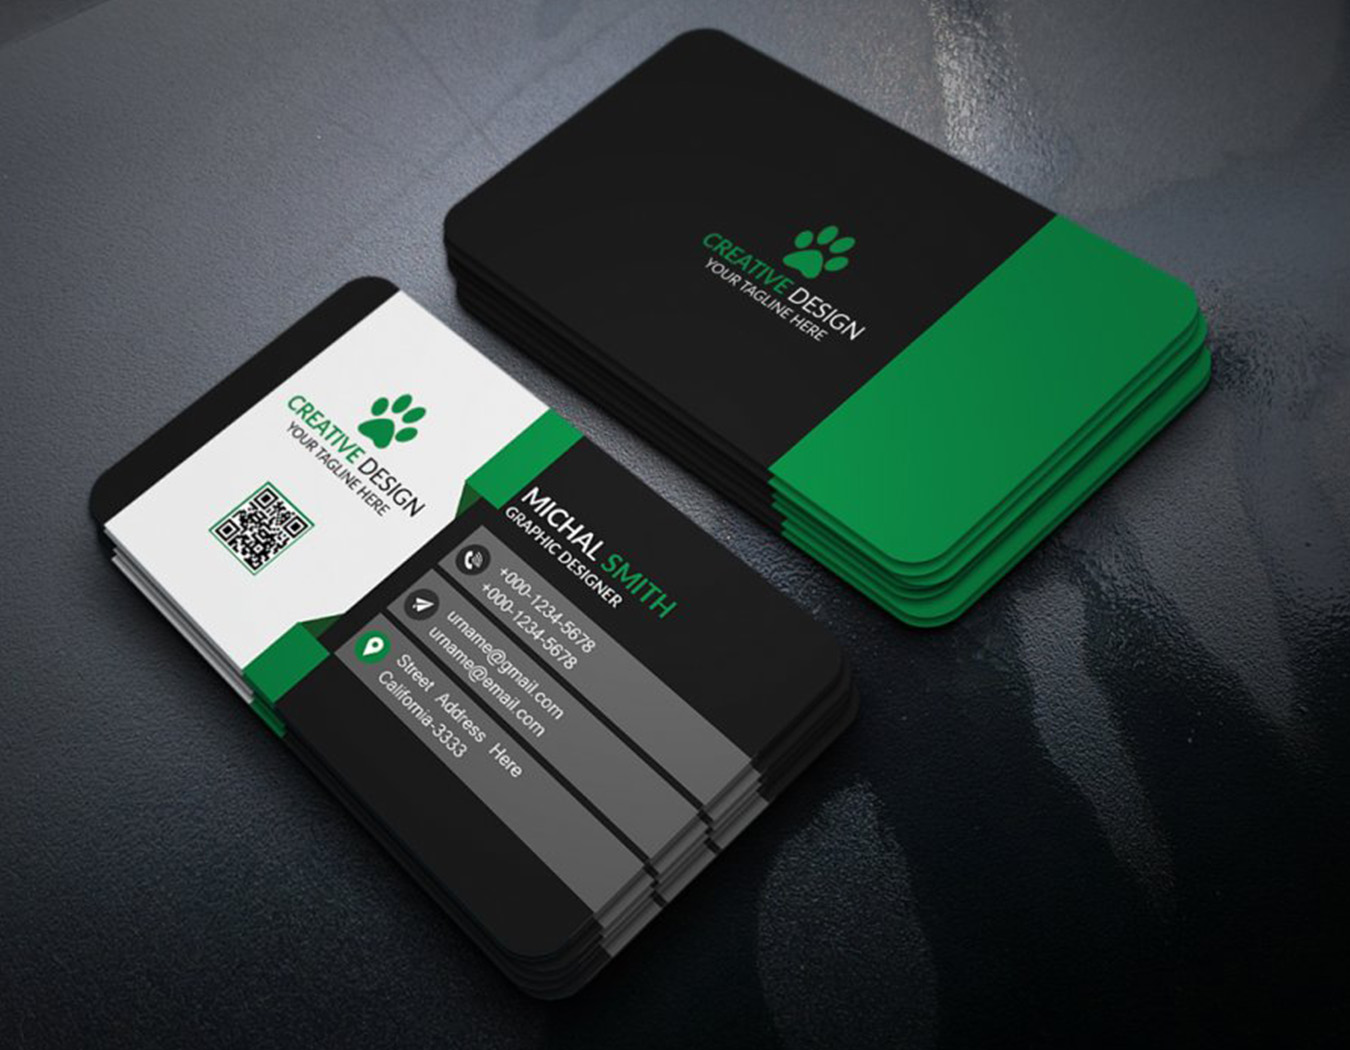 CREATIVE DESIGN
YOUR TAGLINE HERE
CREATIVE DESIGN
YOUR TAGLINE HERE
MICHAL SMITH
GRAPHIC DESIGNER
+000-1234-5678
+000-1234-5678
urname@gmail.com
urname@email.com
Street Address Here
California-3333